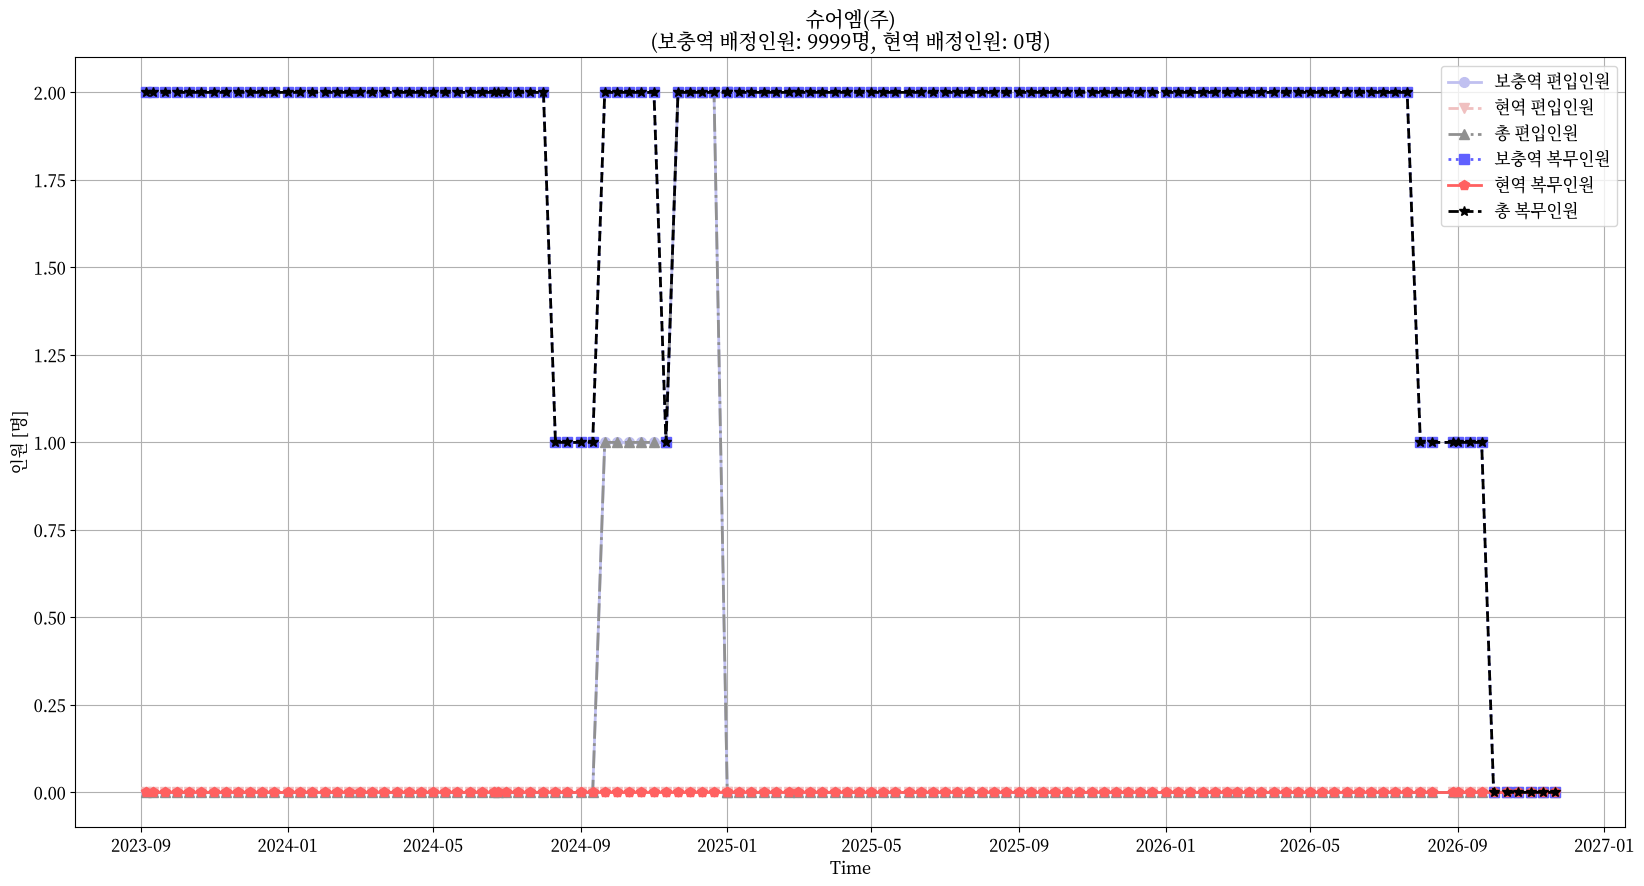 슈어엠(주)
(보충역 배정인원: 9999명, 현역 배정인원: 0명)
보충역 편입인원
현역 편입인원
총 편입인원
보충역 복무인원
현역 복무인원
총 복무인원
인원 [명]
2.00
1.75
1.50
1.25
1.00
0.75
0.50
0.25
0.00
2023-09 2024-01 2024-05 2024-09 2025-01 2025-05 2025-09 2026-01 2026-05 2026-09 2027-01
Time